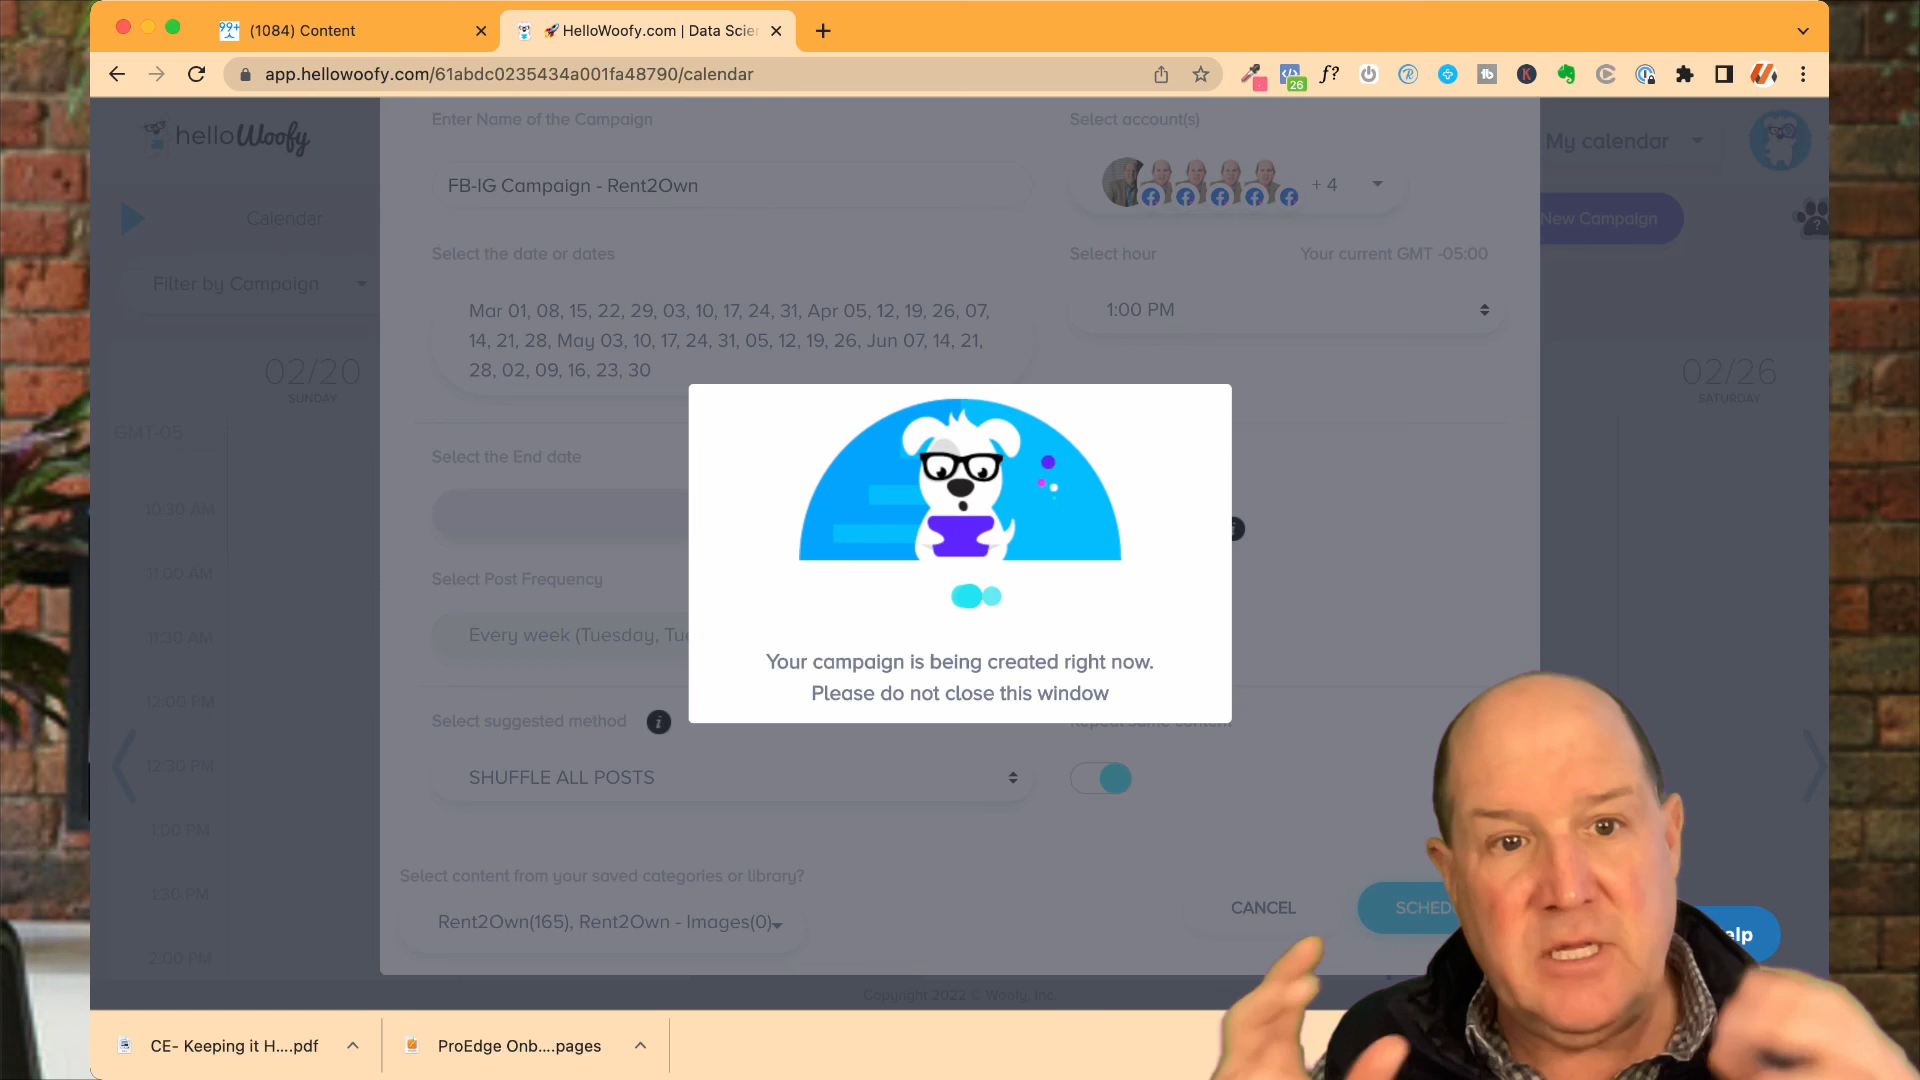 99+
(1084) Content
🚀 HelloWoofy.com | Data Scier
app.hellowoofy.com/61abdc0235434a001fa48790/calendar
26
f?
Enter Name of the Campaign
Select account(s)
helloWoofy
My calendar
FB-IG Campaign - Rent2Own
+ 4
Calendar
New Campaign
Select the date or dates
Select hour
Your current GMT -05:00
Filter by Campaign
Mar 01, 08, 15, 22, 29, 03, 10, 17, 24, 31, Apr 05, 12, 19, 26, 07,
14, 21, 28, May 03, 10, 17, 24, 31, 05, 12, 19, 26, Jun 07, 14, 21,
28, 02, 09, 16, 23, 30
1:00 PM
02/20
SUNDAY
02/26
SATURDAY
GMT-05
Select the End date
10:30 AM
11:00 AM
Select Post Frequency
11:30 AM
Every week (Tuesday, Tue
Your campaign is being created right now.
Please do not close this window
12:00 PM
Select suggested method
Repeat same content
12:30 PM
SHUFFLE ALL POSTS
1:00 PM
Select content from your saved categories or library?
1:30 PM
Rent2Own(165), Rent2Own - Images(0)
CANCEL
SCHED
elp
2:00 PM
Copyright 2022 © Woofy, Inc.
CE- Keeping it H....pdf
ProEdge Onb....pages